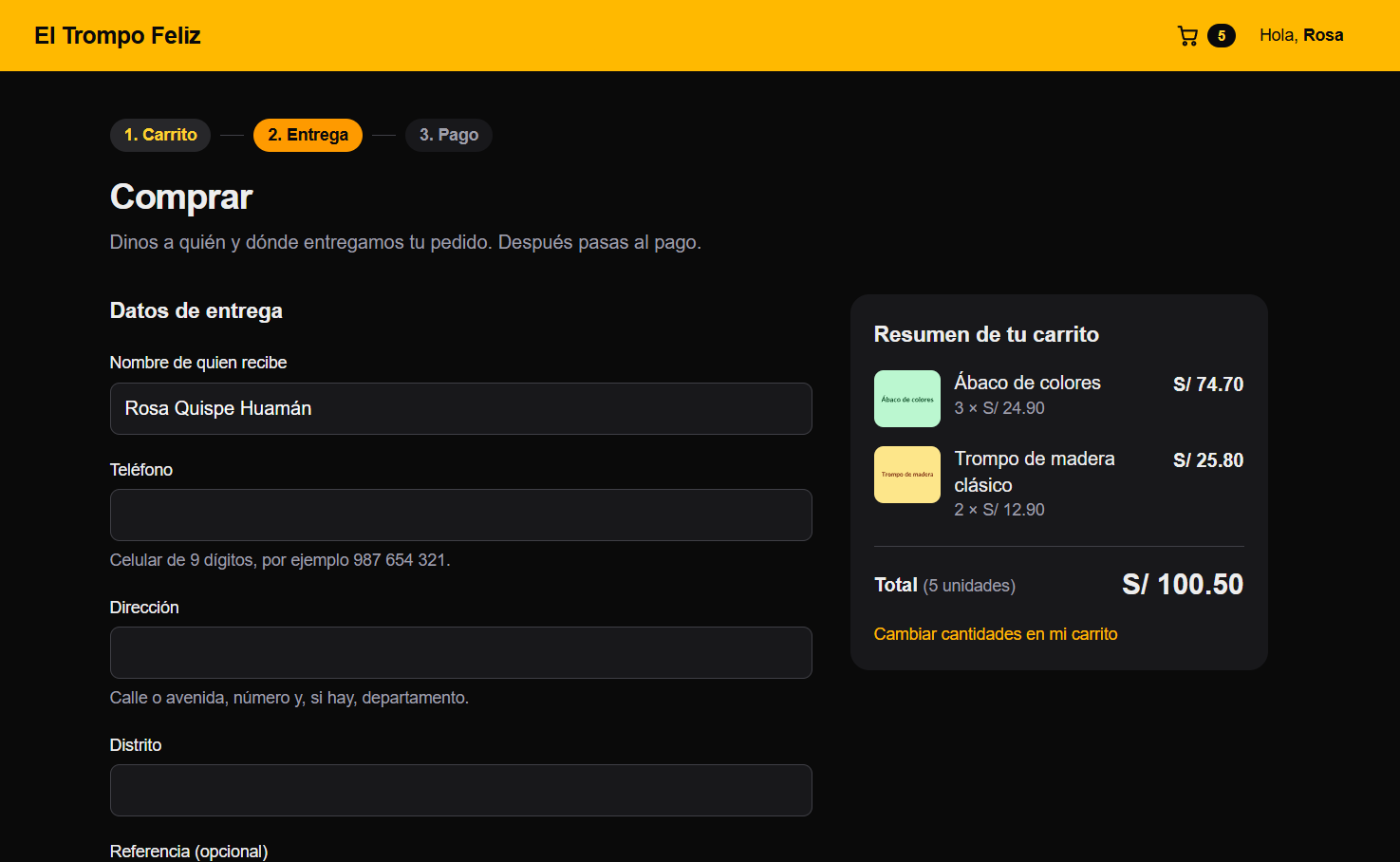 El Trompo Feliz
5
Hola, Rosa
1. Carrito
2. Entrega
3. Pago
Comprar
Dinos a quién y dónde entregamos tu pedido. Después pasas al pago.
Datos de entrega
Nombre de quien recibe
Rosa Quispe Huamán
Teléfono
Celular de 9 dígitos, por ejemplo 987 654 321.
Dirección
Calle o avenida, número y, si hay, departamento.
Distrito
Referencia (opcional)
Resumen de tu carrito
Ábaco de colores
Ábaco de colores
S/ 74.70
3 × S/ 24.90
Trompo de madera
Trompo de madera
clásico
S/ 25.80
2 × S/ 12.90
Total (5 unidades)
S/ 100.50
Cambiar cantidades en mi carrito